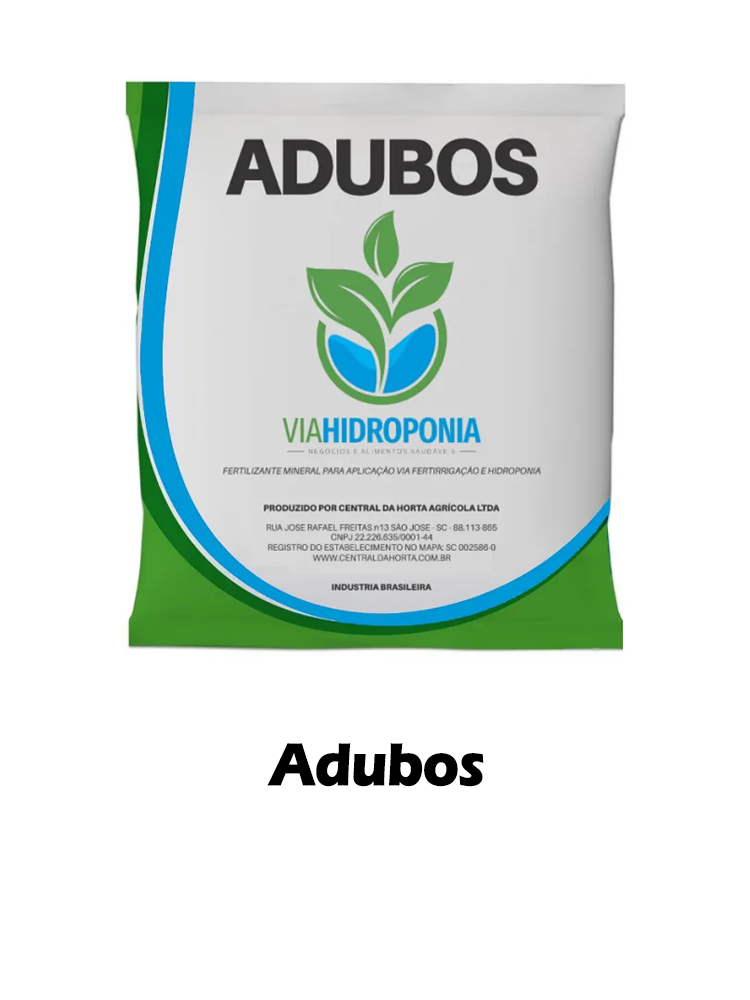 ADUBOS
VIAHIDROPONIA
NEGÓCIOS E ALIMENTOS SAUDÁVEIS
FERTILIZANTE MINERAL PARA APLICAÇÃO VIA FERTIRRIGAÇÃO E HIDROPONIA
PRODUZIDO POR CENTRAL DA HORTA AGRÍCOLA LTDA
RUA JOSE RAFAEL FREITAS n13 SÃO JOSE - SC - 88.113-865
CNPJ 22.226.635/0001-44
REGISTRO DO ESTABELECIMENTO NO MAPA: SC 002586-0
WWW.CENTRALDAHORTA.COM.BR
INDUSTRIA BRASILEIRA
Adubos